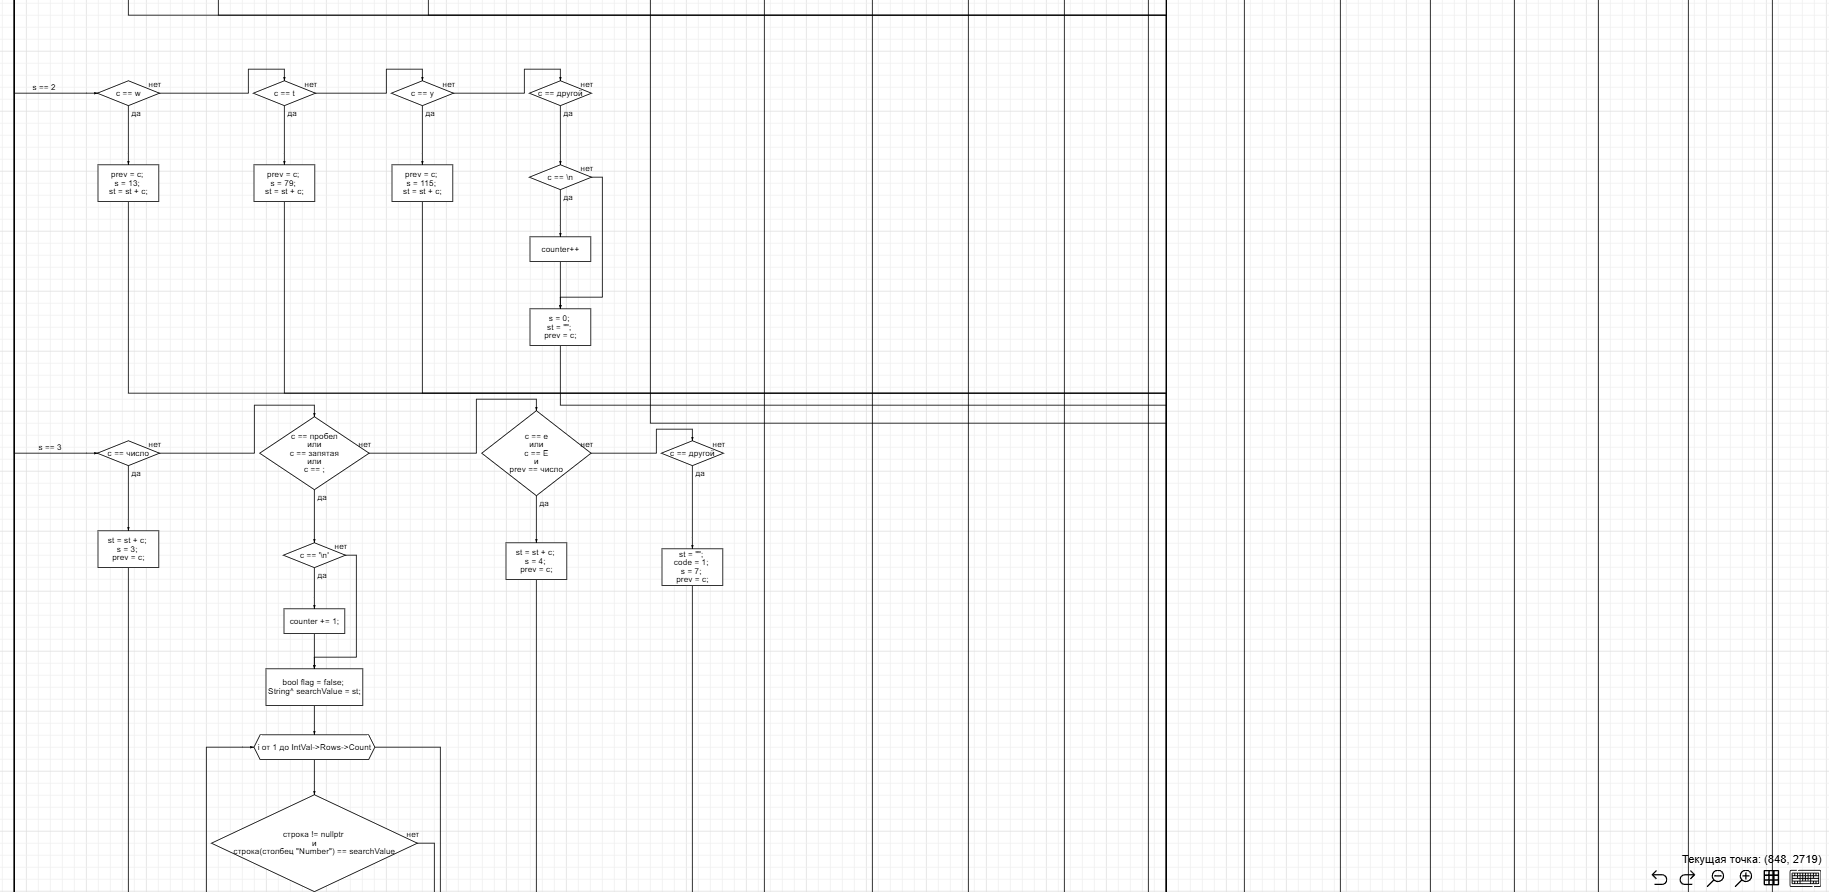 s == 2
c == w
нет
да
c == t
нет
да
c == y
нет
да
c == другой
нет
да
prev = c;
s = 13;
st = st + c;
prev = c;
s = 79;
st = st + c;
prev = c;
s = 115;
st = st + c;
c == \n
нет
да
counter++
s = 0;
st = "";
prev = c;
s == 3
c == число
нет
да
c == пробел
или
c == запятая
или
c == ;
нет
да
c == e
или
c == E
и
prev == число
нет
да
c == другой
нет
да
st = st + c;
s = 3;
prev = c;
c == '\n'
нет
да
st = st + c;
s = 4;
prev = c;
st = "";
code = 1;
s = 7;
prev = c;
counter += 1;
bool flag = false;
String^ searchValue = st;
i от 1 до IntVal->Rows->Count
строка != nullptr
и
строка(столбец "Number") == searchValue
нет
Текущая точка: (848, 2719)